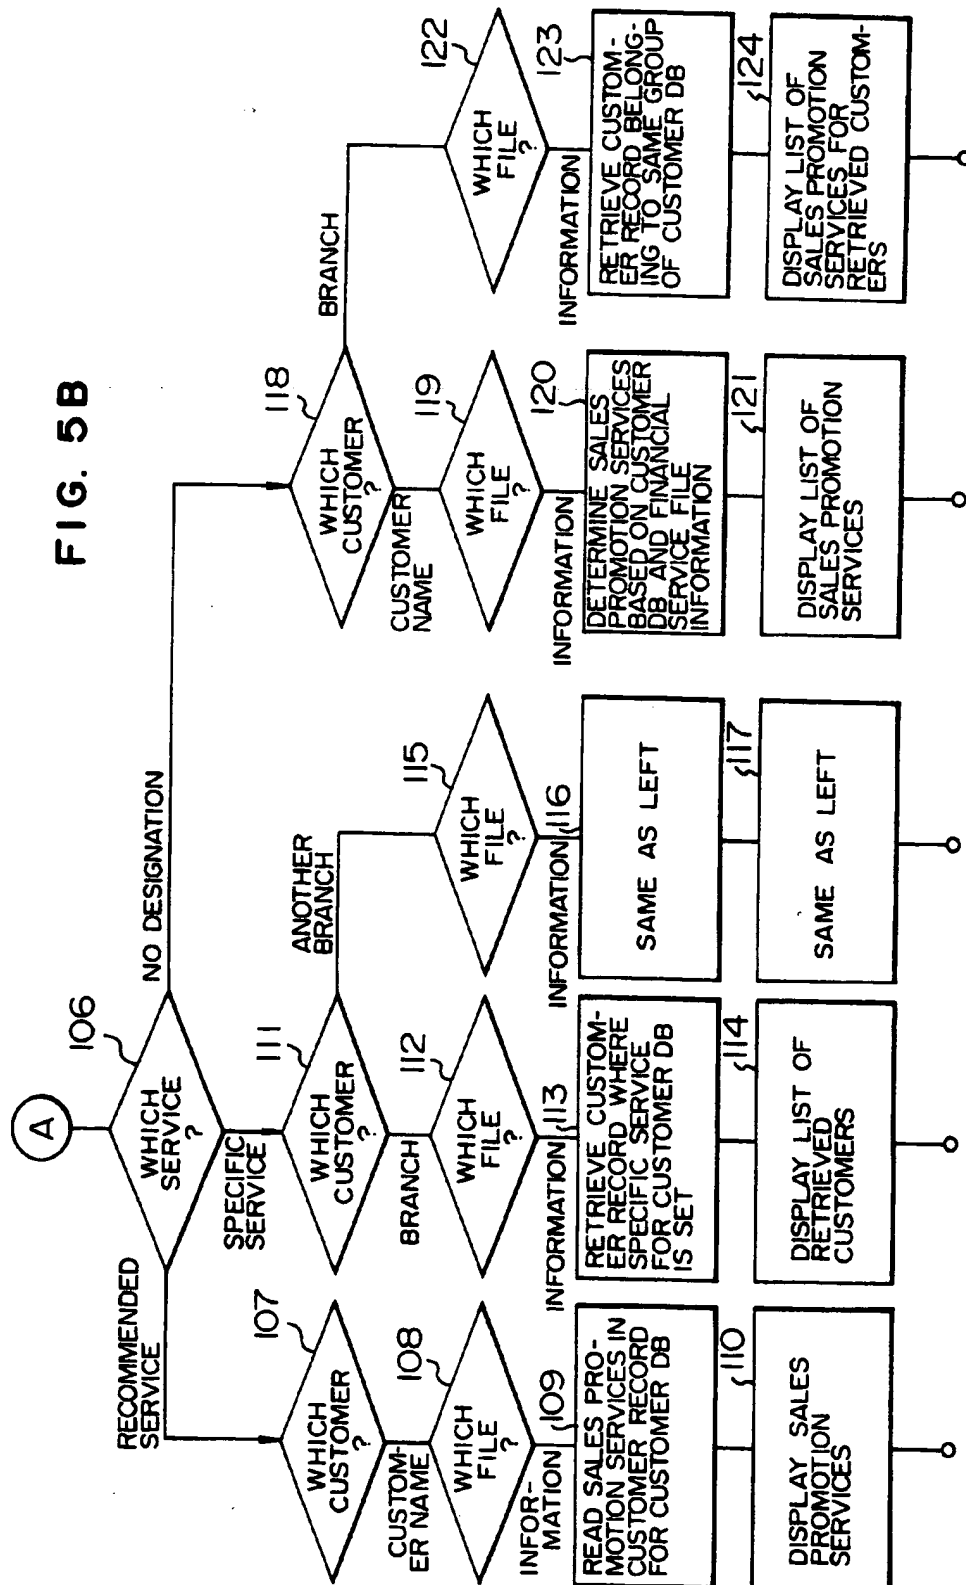 FIG. 5B
A
106
WHICH
SERVICE
?
RECOMMENDED
SERVICE
SPECIFIC
SERVICE
NO DESIGNATION
107
WHICH
CUSTOMER
?
CUSTOM-
ER NAME
108
WHICH
FILE
?
INFOR-
MATION
109
READ SALES PRO-
MOTION SERVICES IN
CUSTOMER RECORD
FOR CUSTOMER DB
110
DISPLAY SALES
PROMOTION
SERVICES
111
WHICH
CUSTOMER
?
BRANCH
ANOTHER
BRANCH
112
WHICH
FILE
?
INFORMATION
113
RETRIEVE CUSTOM-
ER RECORD WHERE
SPECIFIC SERVICE
FOR CUSTOMER DB
IS SET
114
DISPLAY LIST OF
RETRIEVED
CUSTOMERS
115
WHICH
FILE
?
INFORMATION
116
SAME AS LEFT
117
SAME AS LEFT
118
WHICH
CUSTOMER
?
CUSTOMER
NAME
BRANCH
119
WHICH
FILE
?
INFORMATION
120
DETERMINE SALES
PROMOTION SERVICES
BASED ON CUSTOMER
DB AND FINANCIAL
SERVICE FILE
INFORMATION
121
DISPLAY LIST OF
SALES PROMOTION
SERVICES
122
WHICH
FILE
?
INFORMATION
123
RETRIEVE CUSTOM-
ER RECORD BELONG-
ING TO SAME GROUP
OF CUSTOMER DB
124
DISPLAY LIST OF
SALES PROMOTION
SERVICES FOR
RETRIEVED CUSTOM-
ERS